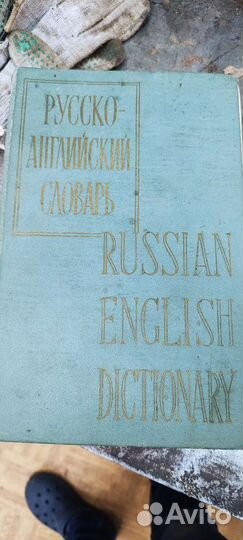 РУССКО-
АНГЛИЙСКИЙ
СЛОВАРЬ
RUSSIAN
ENGLISH
DICTIONARY
Avito